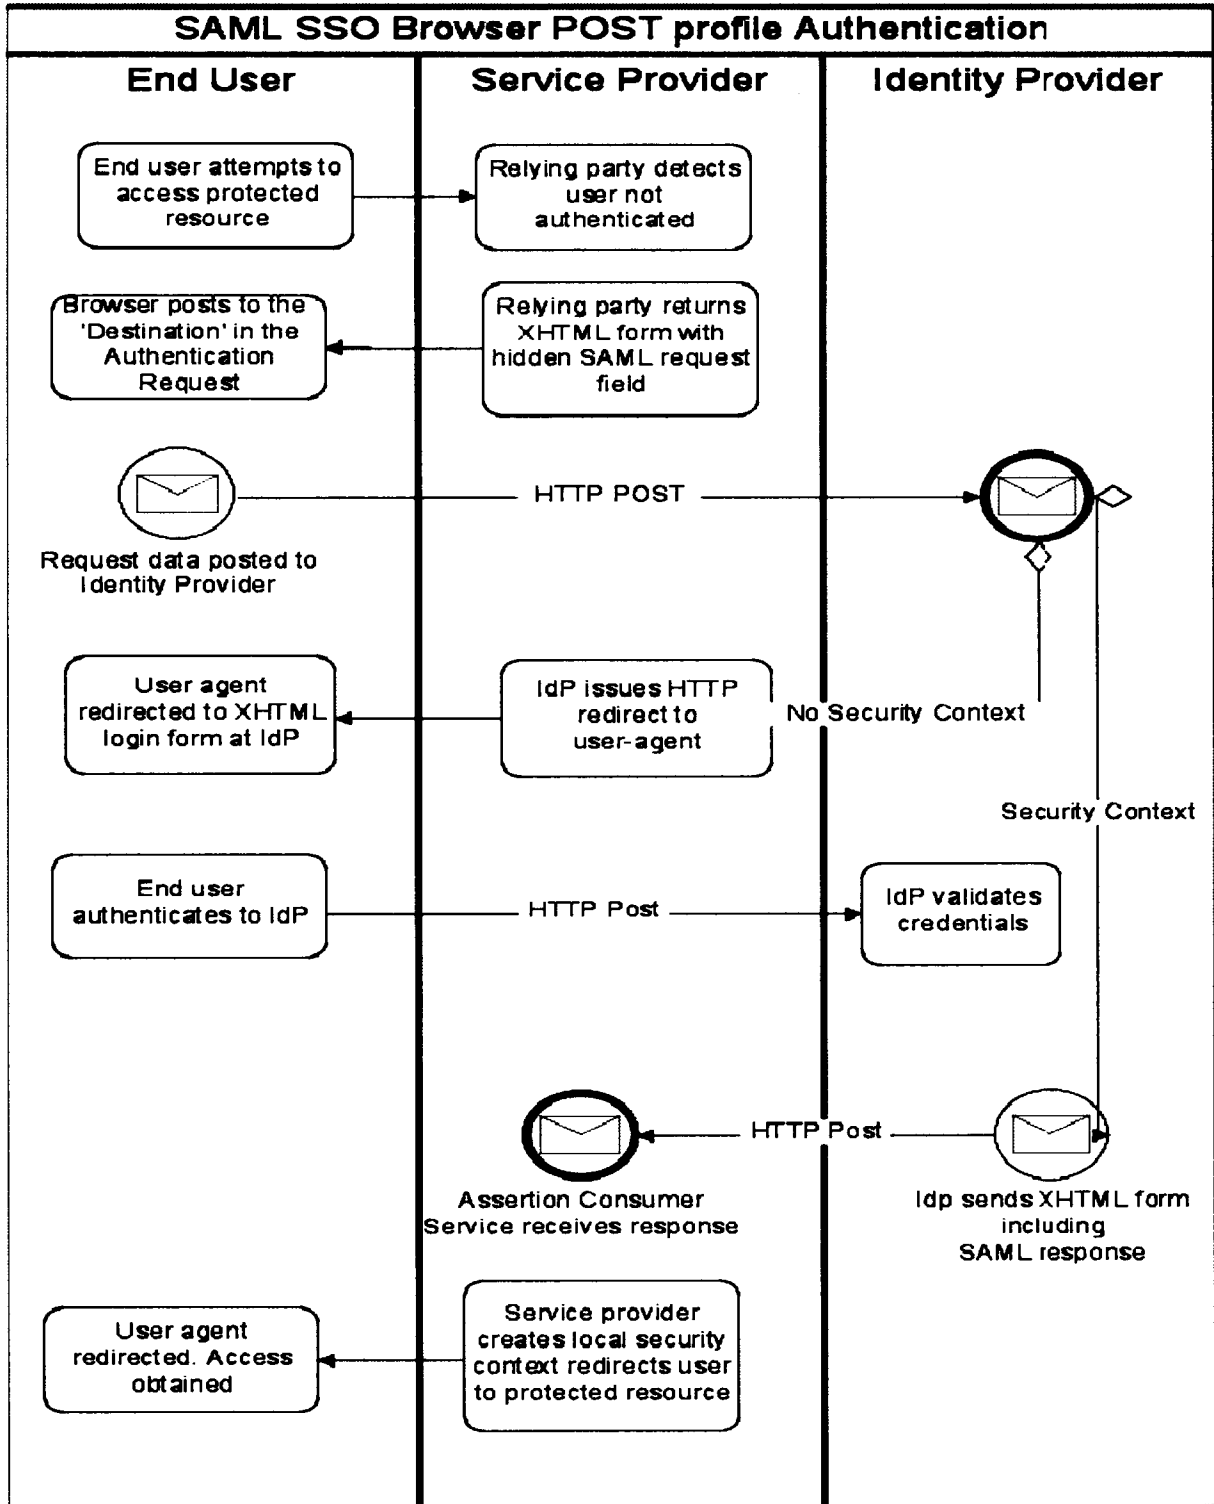 SAML SSO Browser POST profile Authentication
End User
Service Provider
Identity Provider
End user attempts to
access protected
resource
Relying party detects
user not
authenticated
Browser posts to the
'Destination' in the
Authentication
Request
Relying party returns
XHTML form with
hidden SAML request
field
HTTP POST
Request data posted to
Identity Provider
User agent
redirected to XHTML
login form at IdP
IdP issues HTTP
redirect to
user-agent
No Security Context
Security Context
End user
authenticates to IdP
HTTP Post
IdP validates
credentials
HTTP Post
Assertion Consumer
Service receives response
Idp sends XHTML form
including
SAML response
User agent
redirected. Access
obtained
Service provider
creates local security
context redirects user
to protected resource